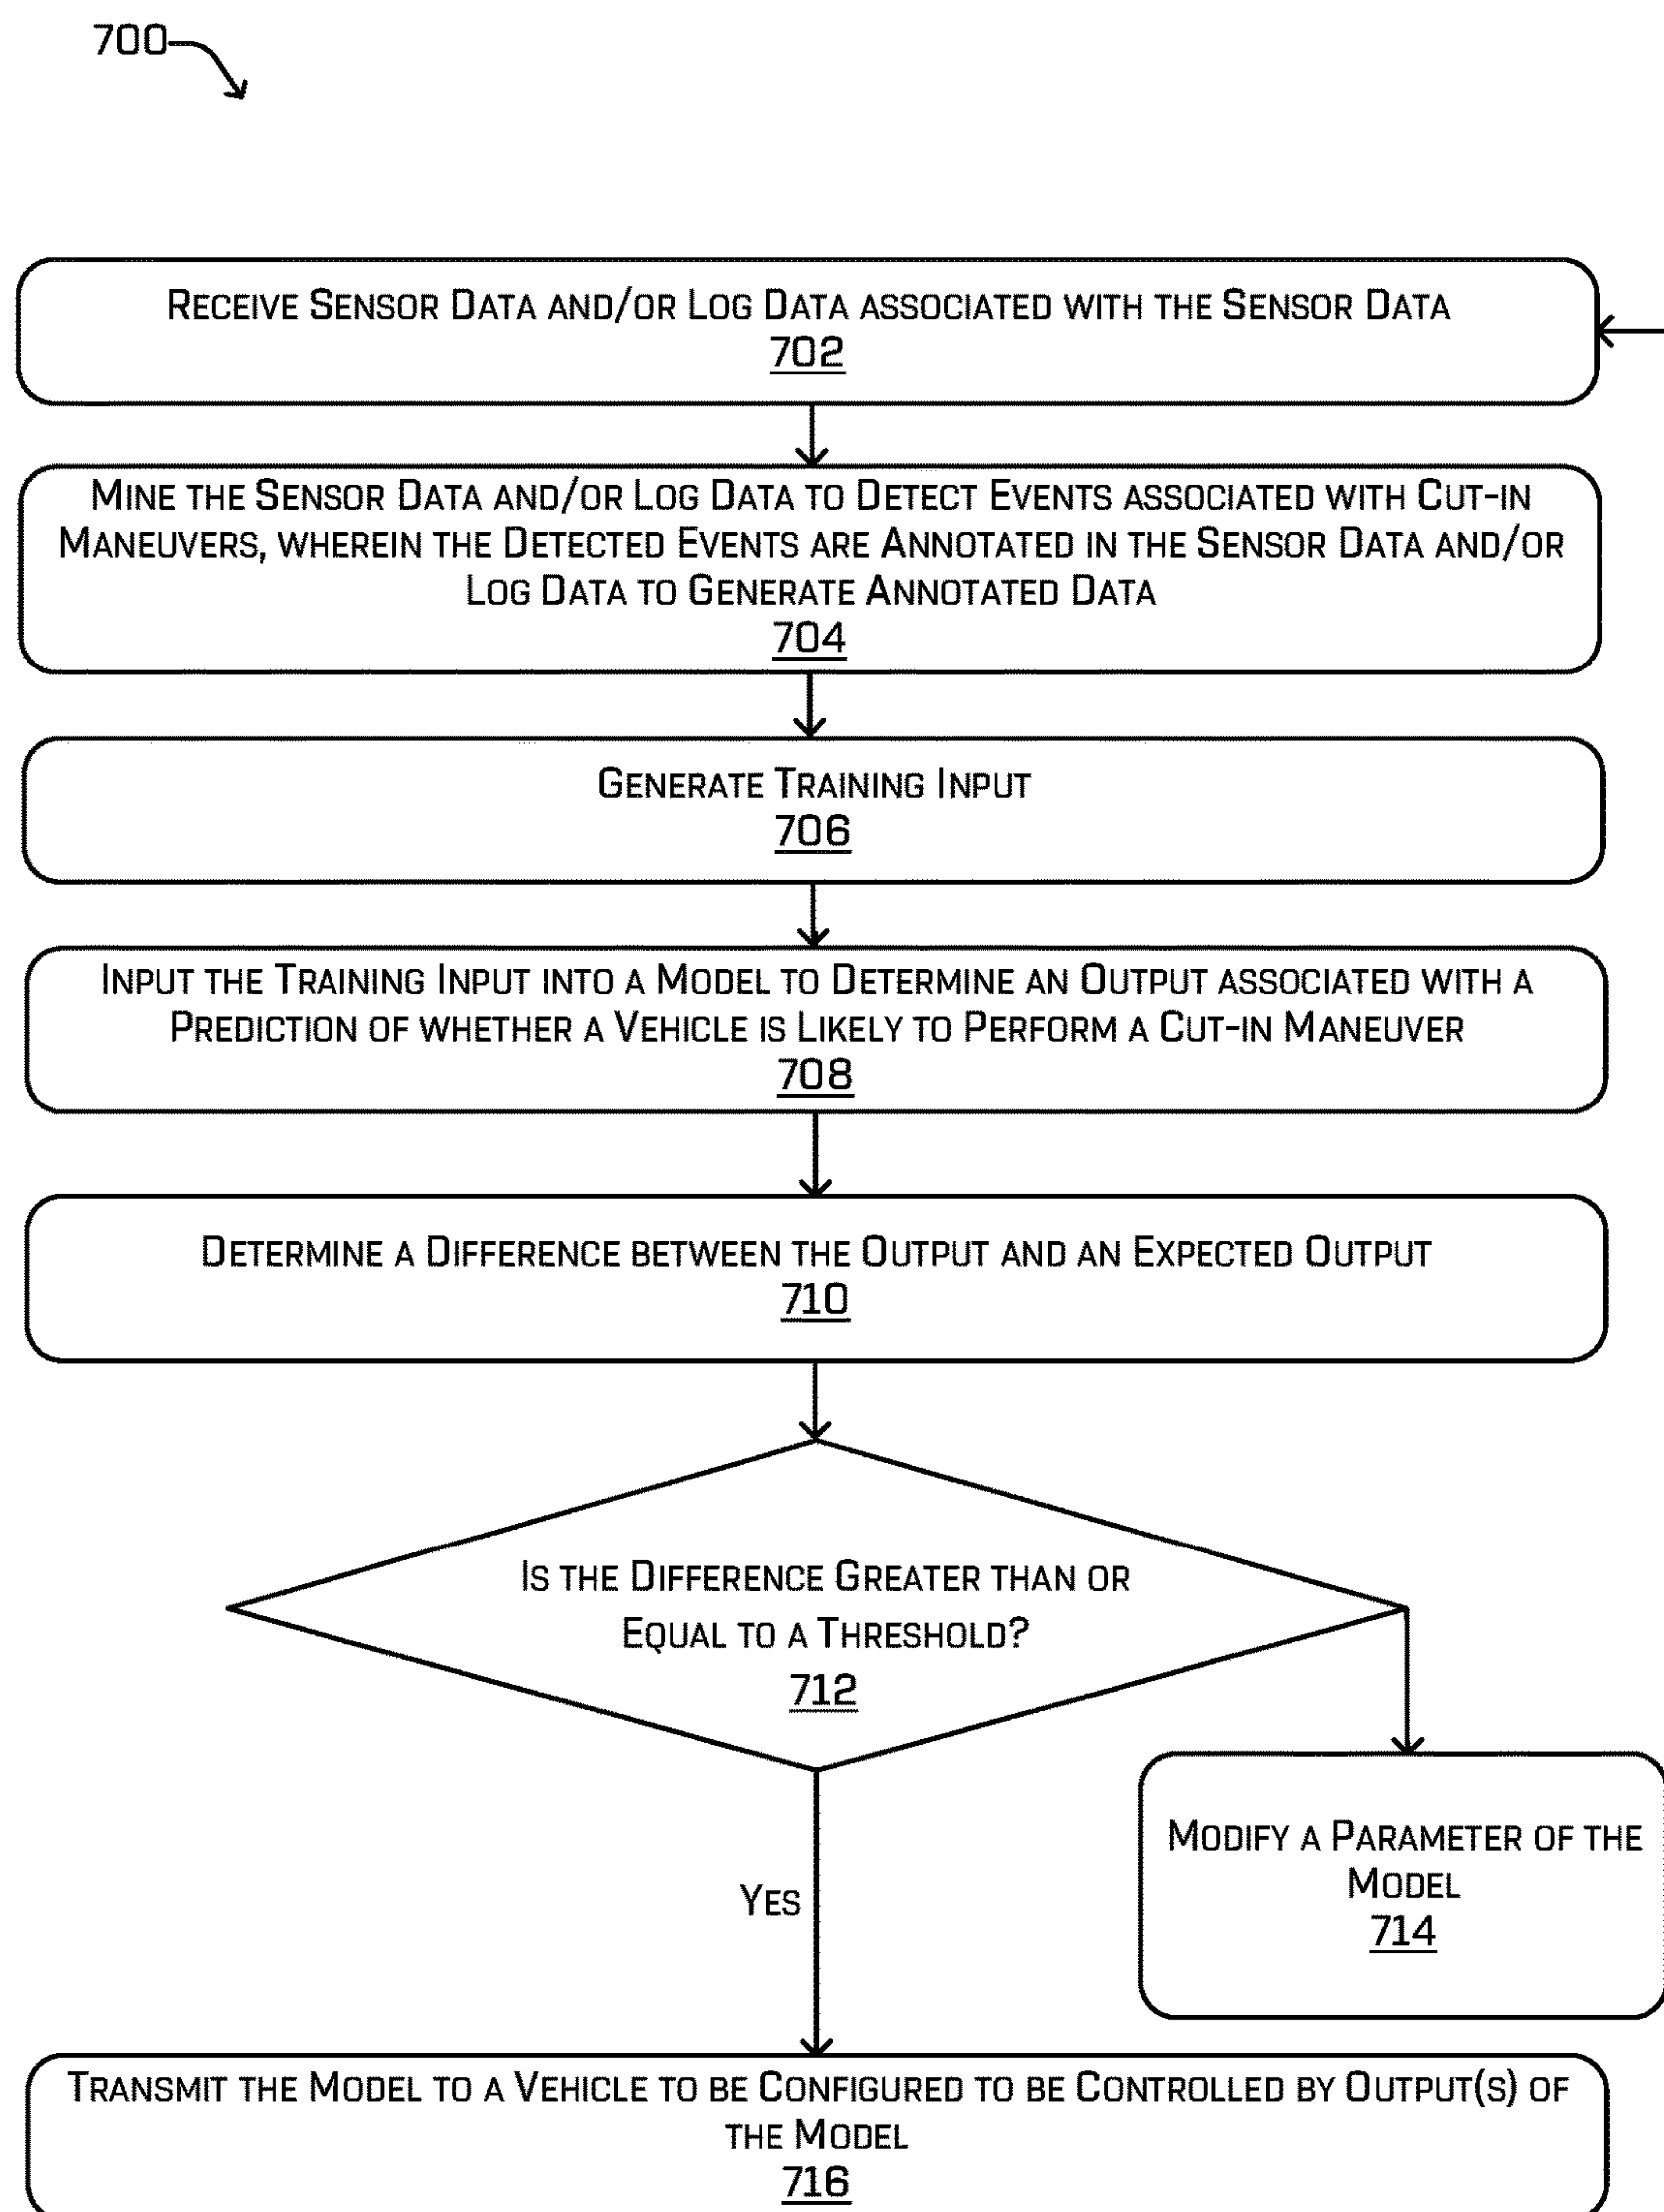 700
Receive Sensor Data and/or Log Data associated with the Sensor Data
702
Mine the Sensor Data and/or Log Data to Detect Events associated with Cut-in
Maneuvers, wherein the Detected Events are Annotated in the Sensor Data and/or
Log Data to Generate Annotated Data
704
Generate Training Input
706
Input the Training Input into a Model to Determine an Output associated with a
Prediction of whether a Vehicle is Likely to Perform a Cut-in Maneuver
708
Determine a Difference between the Output and an Expected Output
710
Is the Difference Greater than or
Equal to a Threshold?
712
Modify a Parameter of the
Model
714
Yes
Transmit the Model to a Vehicle to be Configured to be Controlled by Output(s) of
the Model
716